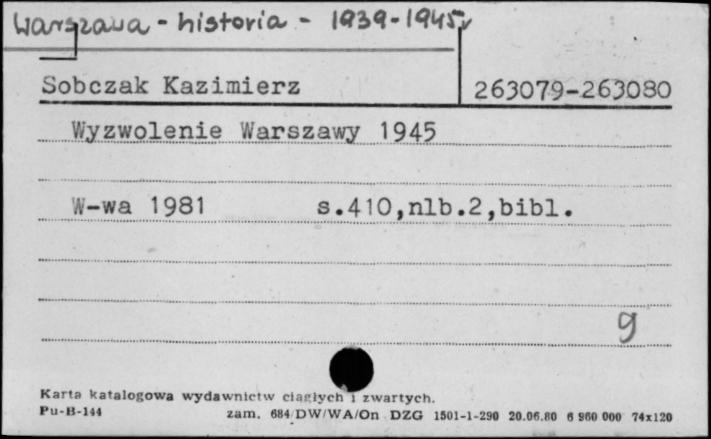 Warszawa - historia - 1939-1945r
Sobczak Kazimierz 263079-263080
Wyzwolenie Warszawy 1945
W-wa 1981 s.410,nlb.2,bibl.
g
Karta katalogowa wydawnictw ciągłych i zwartych.
Pu-B-144 zam. 684/DW/WA/On DZG 1501-1-290 20.06.80 6 960 000 74x120